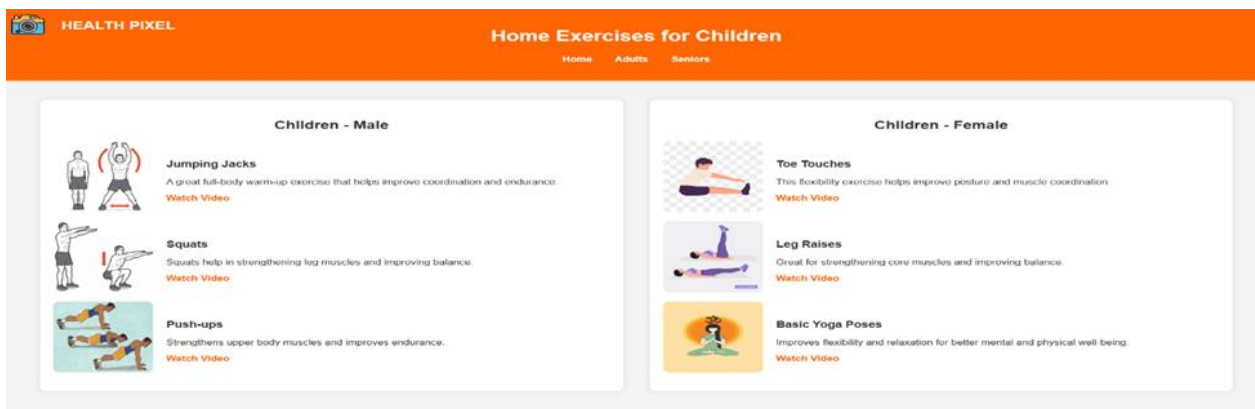 HEALTH PIXEL
Home Exercises for Children
Home Adults Seniors
Children - Male
Jumping Jacks
A great full-body warm-up exercise that helps improve coordination and endurance.
Watch Video
Squats
Squats help in strengthening leg muscles and improving balance.
Watch Video
Push-ups
Strengthens upper body muscles and improves endurance.
Watch Video
Children - Female
Toe Touches
This flexibility exercise helps improve posture and muscle coordination
Watch Video
Leg Raises
Great for strengthening core muscles and improving balance.
Watch Video
Basic Yoga Poses
Improves flexibility and relaxation for better mental and physical well-being.
Watch Video